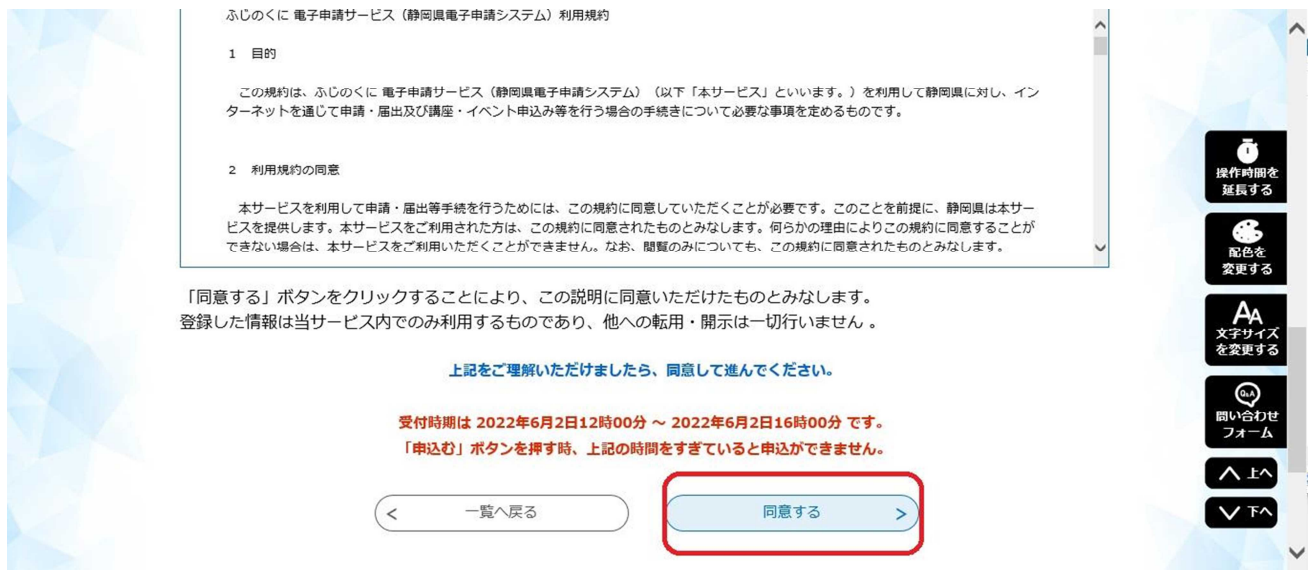 ふじのくに 電子申請サービス（静岡県電子申請システム）利用規約
1　目的
この規約は、ふじのくに 電子申請サービス（静岡県電子申請システム）（以下「本サービス」といいます。）を利用して静岡県に対し、イン
ターネットを通じて申請・届出及び講座・イベント申込み等を行う場合の手続きについて必要な事項を定めるものです。
2　利用規約の同意
本サービスを利用して申請・届出等手続を行うためには、この規約に同意していただくことが必要です。このことを前提に、静岡県は本サー
ビスを提供します。本サービスをご利用された方は、この規約に同意されたものとみなします。何らかの理由によりこの規約に同意することが
できない場合は、本サービスをご利用いただくことができません。なお、閲覧のみについても、この規約に同意されたものとみなします。
「同意する」ボタンをクリックすることにより、この説明に同意いただけたものとみなします。
登録した情報は当サービス内でのみ利用するものであり、他への転用・開示は一切行いません 。
上記をご理解いただけましたら、同意して進んでください。
受付時期は 2022年6月2日12時00分 ～ 2022年6月2日16時00分 です。
「申込む」ボタンを押す時、上記の時間をすぎていると申込ができません。
一覧へ戻る
同意する
操作時間を
延長する
配色を
変更する
AA
文字サイズ
を変更する
Q&A
問い合わせ
フォーム
上へ
下へ